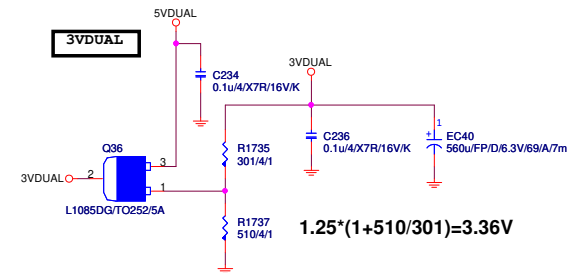 5VDUAL
3VDUAL
C234
0.1u/4/X7R/16V/K
3VDUAL
Q36
3
3VDUAL
2
1
L1085DG/TO252/5A
R1735
301/4/1
C236
0.1u/4/X7R/16V/K
1
+
EC40
560u/FP/D/6.3V/69/A/7m
R1737
510/4/1
1.25*(1+510/301)=3.36V